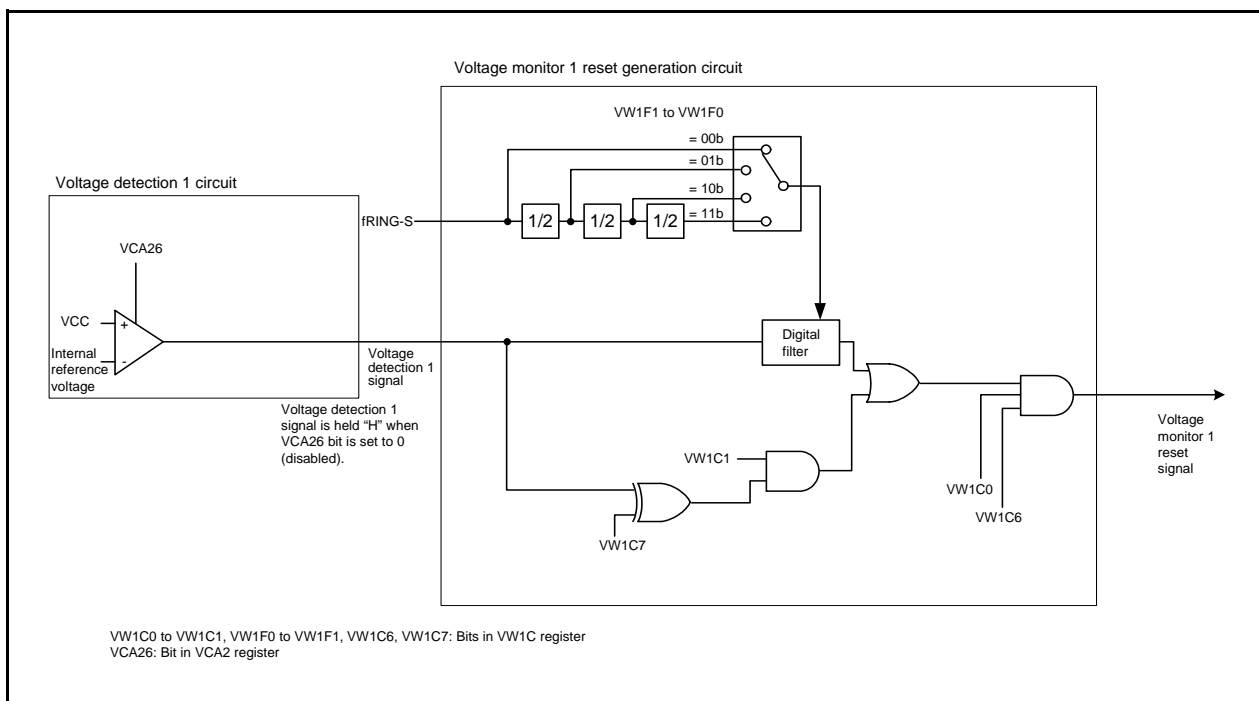 Voltage monitor 1 reset generation circuit
VW1F1 to VW1F0
= 00b
= 01b
= 10b
= 11b
Voltage detection 1 circuit
fRING-S
1/2
1/2
1/2
VCA26
VCC
+
Internal
reference
voltage
-
Voltage
detection 1
signal
Digital
filter
Voltage detection 1
signal is held “H” when
VCA26 bit is set to 0
(disabled).
VW1C1
VW1C7
VW1C0
VW1C6
Voltage
monitor 1
reset
signal
VW1C0 to VW1C1, VW1F0 to VW1F1, VW1C6, VW1C7: Bits in VW1C register
VCA26: Bit in VCA2 register